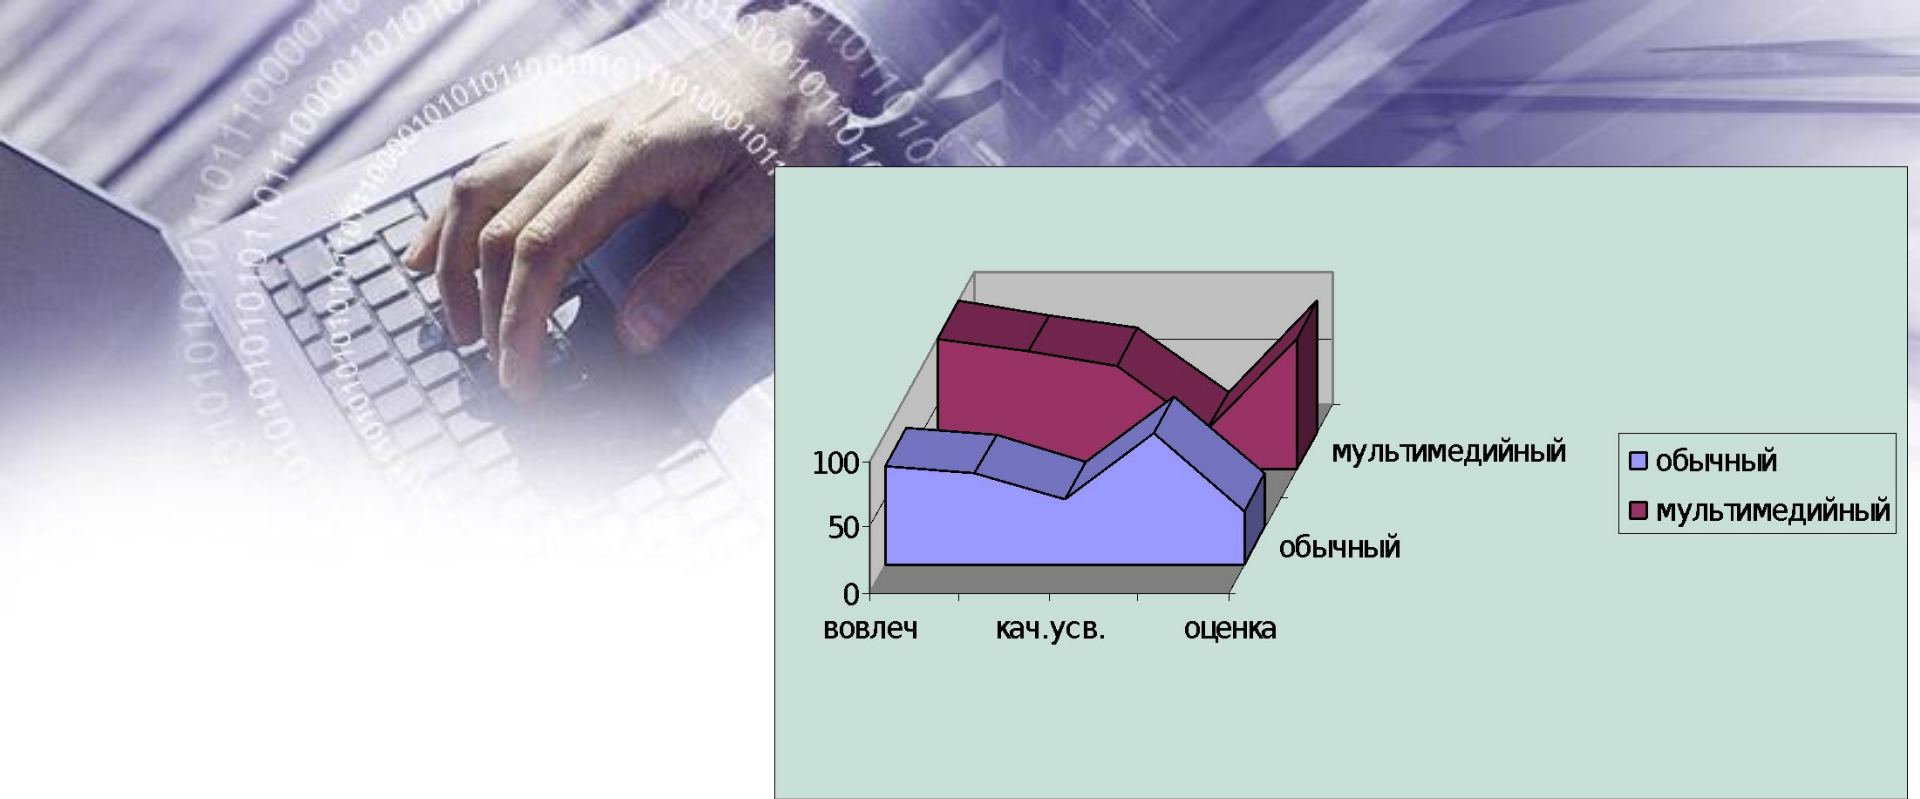 100
50
0
вовлеч
кач.усв.
оценка
мультимедийный
обычный
обычный
мультимедийный